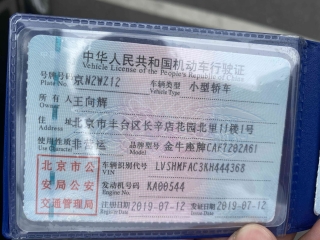 中华人民共和国机动车行驶证
Vehicle License of the People's Republic of China
号牌号码 京N2WZ12 车辆类型 小型轿车
Plate No. Vehicle Type
所有人 王向辉
Owner
住址 北京市丰台区长辛店花园北里11楼1号
Address
使用性质 非营运 品牌型号 金牛座牌CAF7202A61
Use Character Model
北京市公 车辆识别代号 LVSHMFAC3KH444368
VIN
安局公安 发动机号码 KA00544
Engine No.
交通管理局 注册日期 2019-07-12 发证日期 2019-07-12
Register Date Issue Date